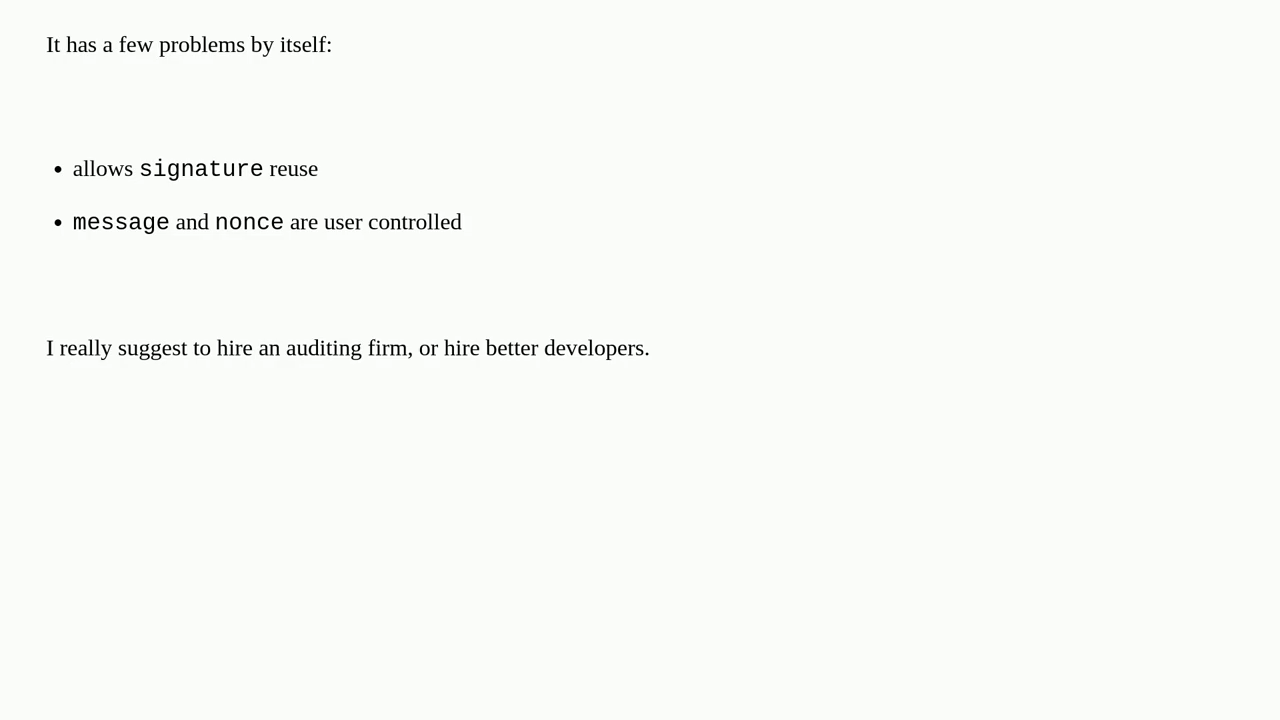 It has a few problems by itself:
• allows signature reuse
• message and nonce are user controlled
I really suggest to hire an auditing firm, or hire better developers.